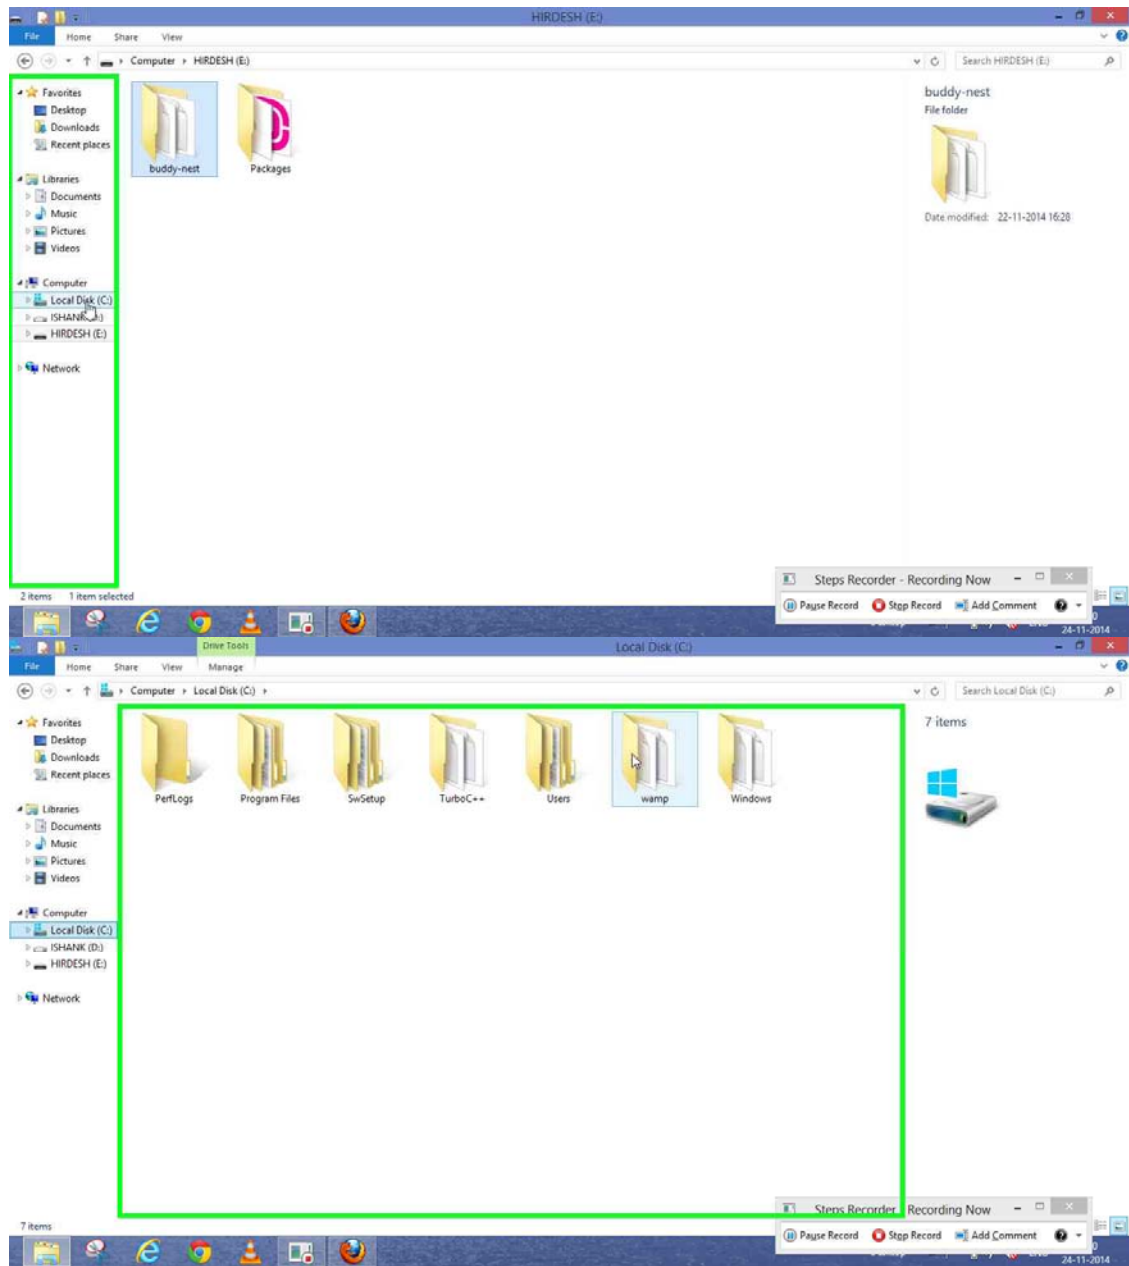 HIRDESH (E:)
File Home Share View
Computer HIRDESH (E:) Search HIRDESH (E:)
Favorites
Desktop
Downloads
Recent places
Libraries
Documents
Music
Pictures
Videos
Computer
Local Disk (C:)
HIRDESH (E:)
Network
buddy-nest Packages
buddy-nest
File folder
Date modified: 22-11-2014 16:28
2 items 1 item selected
Steps Recorder - Recording Now
Pause Record Stop Record Add Comment
24-11-2014
Drive Tools Local Disk (C:)
File Home Share View Manage
Computer Local Disk (C:) Search Local Disk (C:)
Favorites
Desktop
Downloads
Recent places
Libraries
Documents
Music
Pictures
Videos
Computer
Local Disk (C:)
ISHANK (D:)
HIRDESH (E:)
Network
PerfLogs Program Files SwSetup TurboC++ Users wamp Windows
7 items
7 items
Steps Recorder Recording Now
Pause Record Stop Record Add Comment
24-11-2014